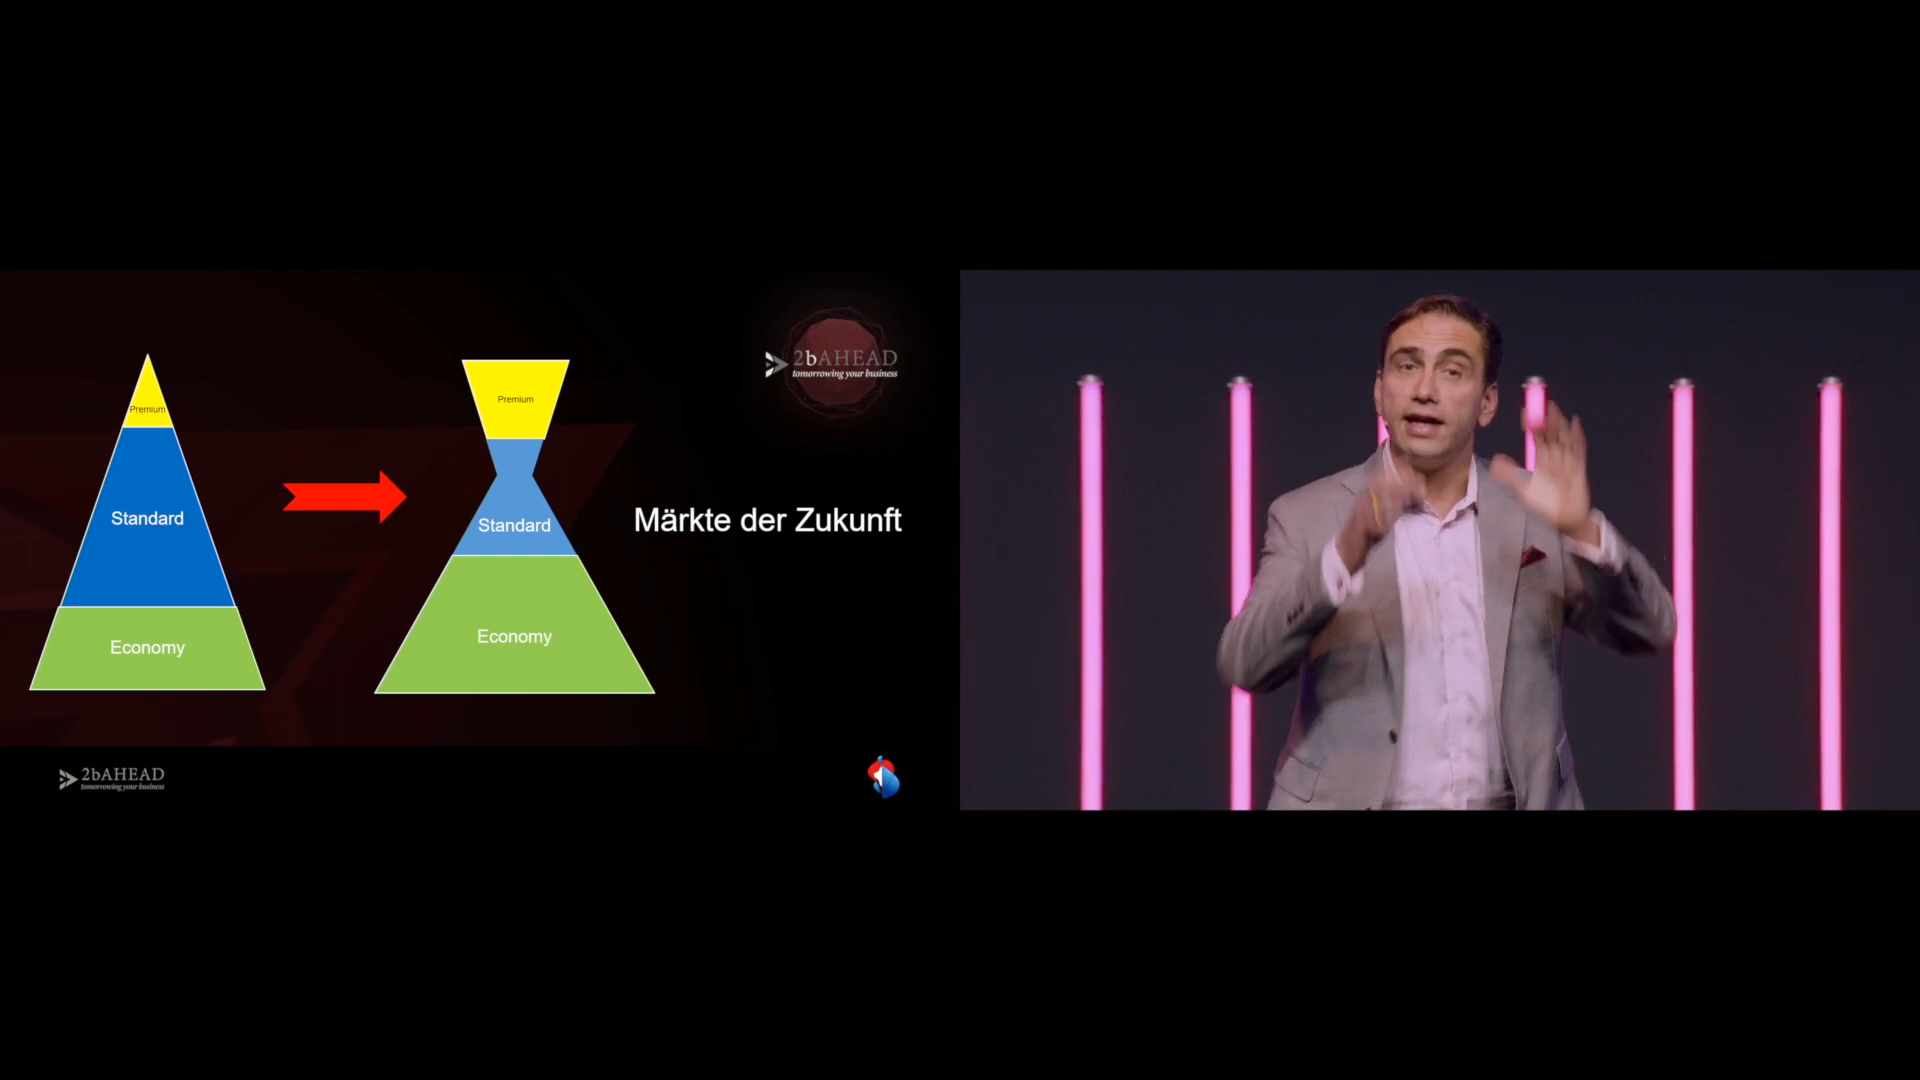 2bAHEAD
tomorrowing your business
Premium
Standard
Economy
Premium
Standard
Economy
Märkte der Zukunft
2bAHEAD
tomorrowing your business